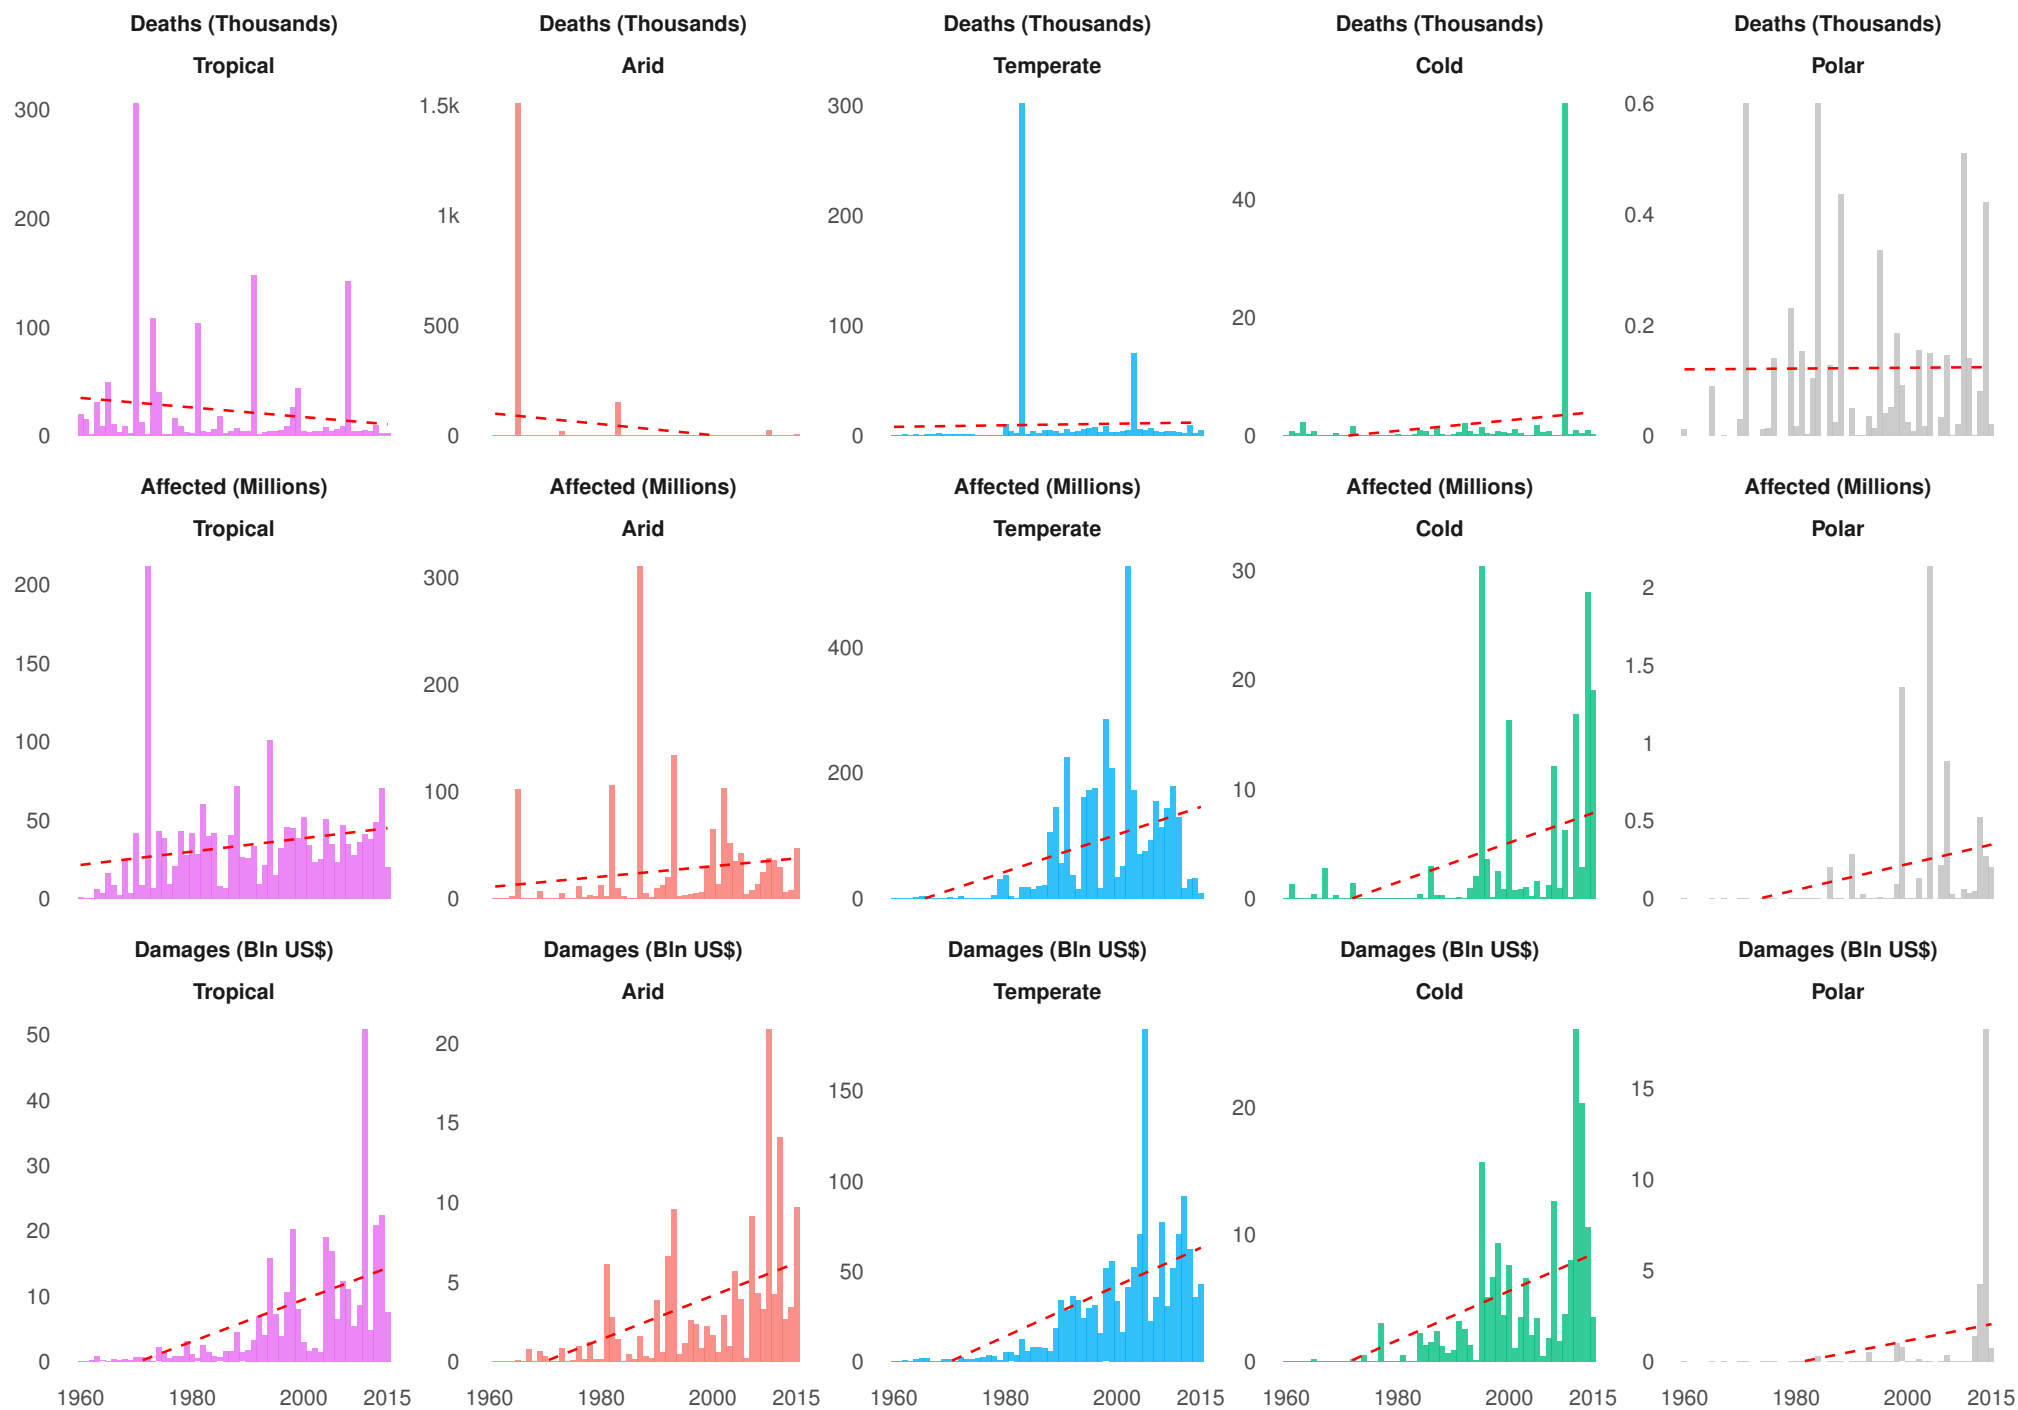 Deaths (Thousands) Deaths (Thousands) Deaths (Thousands) Deaths (Thousands) Deaths (Thousands)
Tropical Arid Temperate Cold Polar
300 1.5k 300 0.6
200 1k 200 40 0.4
100 500 100 20 0.2
0 0 0 0 0
Affected (Millions) Affected (Millions) Affected (Millions) Affected (Millions) Affected (Millions)
Tropical Arid Temperate Cold Polar
200 300 30 2
150 200 400 20 1.5
100 100 200 10 1
50 0.5
0 0 0 0 0
Damages (Bln US$) Damages (Bln US$) Damages (Bln US$) Damages (Bln US$) Damages (Bln US$)
Tropical Arid Temperate Cold Polar
50 20 150 20 15
40 15
30 10 100 10 10
20 5 50 5
10
0 0 0 0 0
1960 1980 2000 2015 1960 1980 2000 2015 1960 1980 2000 2015 1960 1980 2000 2015 1960 1980 2000 2015